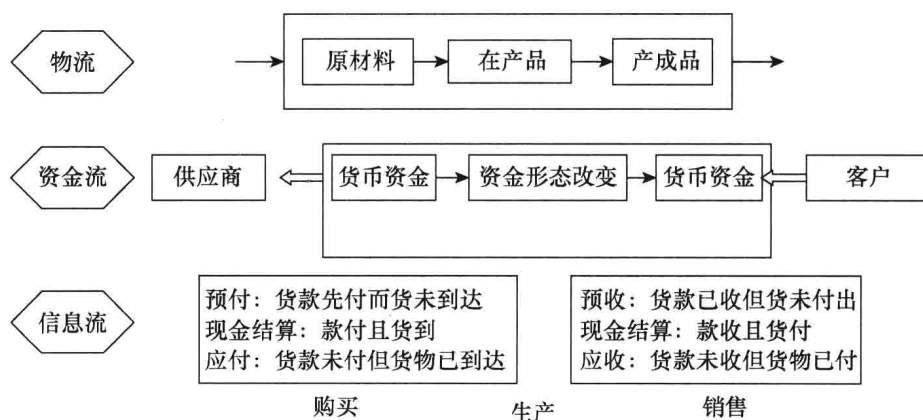 物流
原材料
在产品
产成品
资金流
供应商
货币资金
资金形态改变
货币资金
客户
信息流
预付：货款先付而货未到达
现金结算：款付且货到
应付：货款未付但货物已到达
预收：货款已收但货未付出
现金结算：款收且货付
应收：货款未收但货物已付
购买
生产
销售